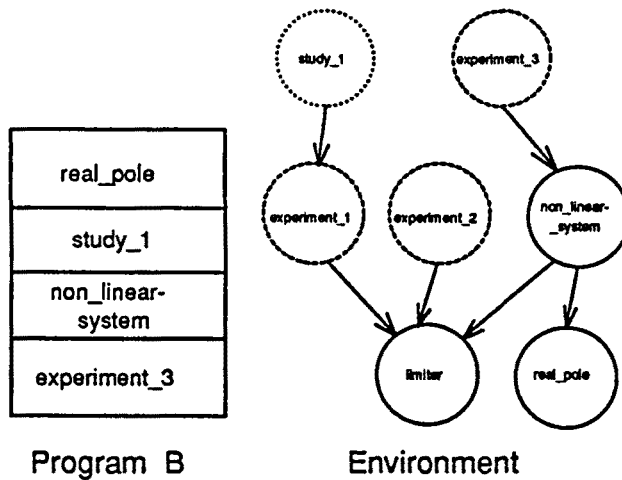 study_1
experiment_3
real_pole
study_1
non_linear-
system
experiment_3
experiment_1
experiment_2
non_linear-
_system
limiter
real_pole
Program B
Environment